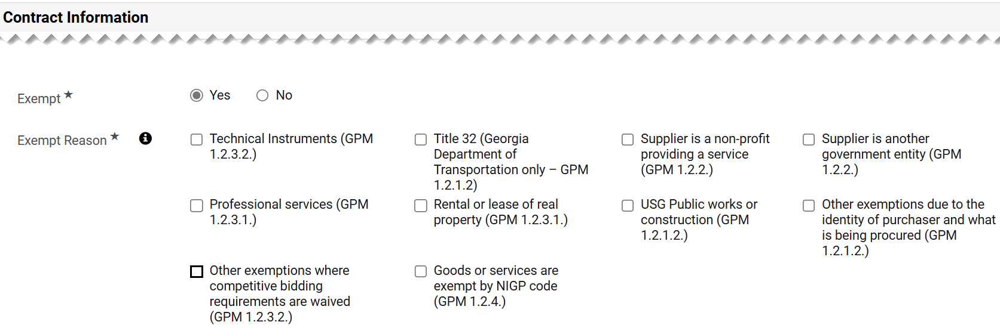 Contract Information
Exempt ★
Yes
No
Exempt Reason ★
Technical Instruments (GPM
1.2.3.2.)
Title 32 (Georgia
Department of
Transportation only – GPM
1.2.1.2)
Supplier is a non-profit
providing a service
(GPM 1.2.2.)
Supplier is another
government entity (GPM
1.2.2.)
Professional services (GPM
1.2.3.1.)
Rental or lease of real
property (GPM 1.2.3.1.)
USG Public works or
construction (GPM
1.2.1.2.)
Other exemptions due to the
identity of purchaser and what
is being procured (GPM
1.2.1.2.)
Other exemptions where
competitive bidding
requirements are waived
(GPM 1.2.3.2.)
Goods or services are
exempt by NIGP code
(GPM 1.2.4.)